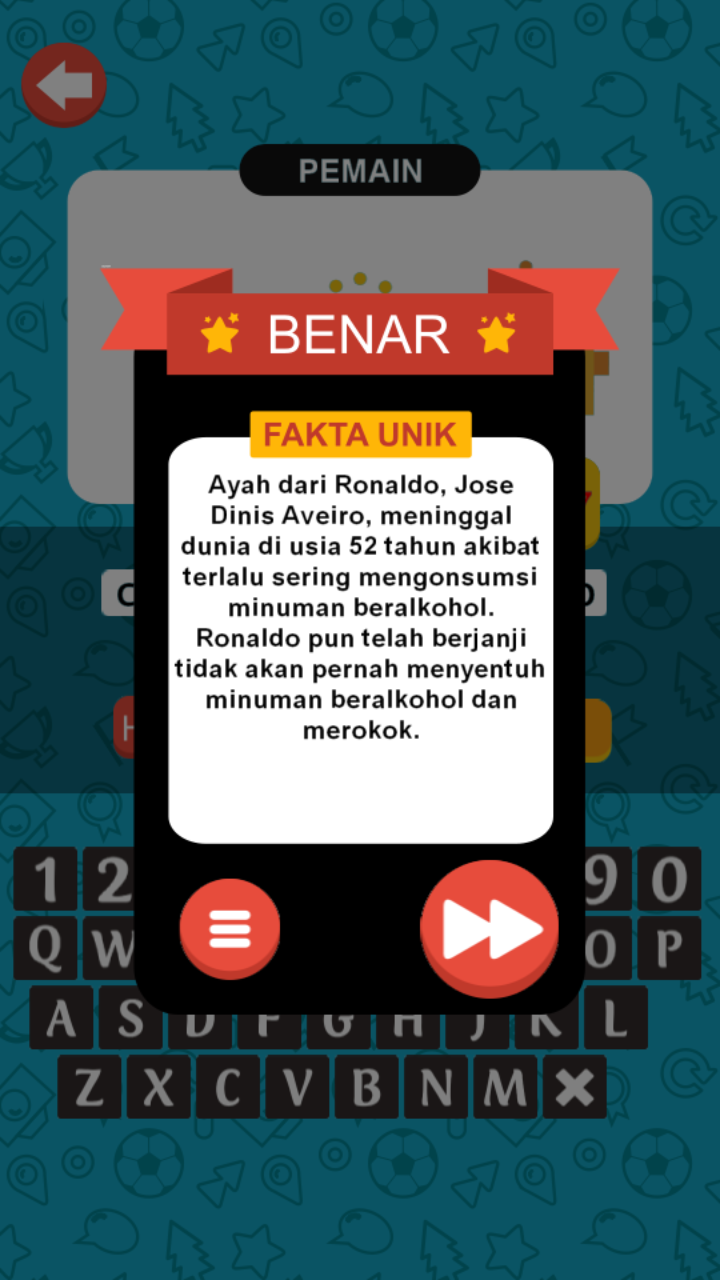 PEMAIN
BENAR
FAKTA UNIK
Ayah dari Ronaldo, Jose
Dinis Aveiro, meninggal
dunia di usia 52 tahun akibat
terlalu sering mengonsumsi
minuman beralkohol.
Ronaldo pun telah berjanji
tidak akan pernah menyentuh
minuman beralkohol dan
merokok.
1 2 9 0
Q W O P
A S D F G H J K L
Z X C V B N M